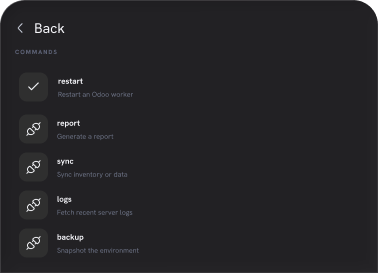 Back
COMMANDS
restart
Restart an Odoo worker
report
Generate a report
sync
Sync inventory or data
logs
Fetch recent server logs
backup
Snapshot the environment